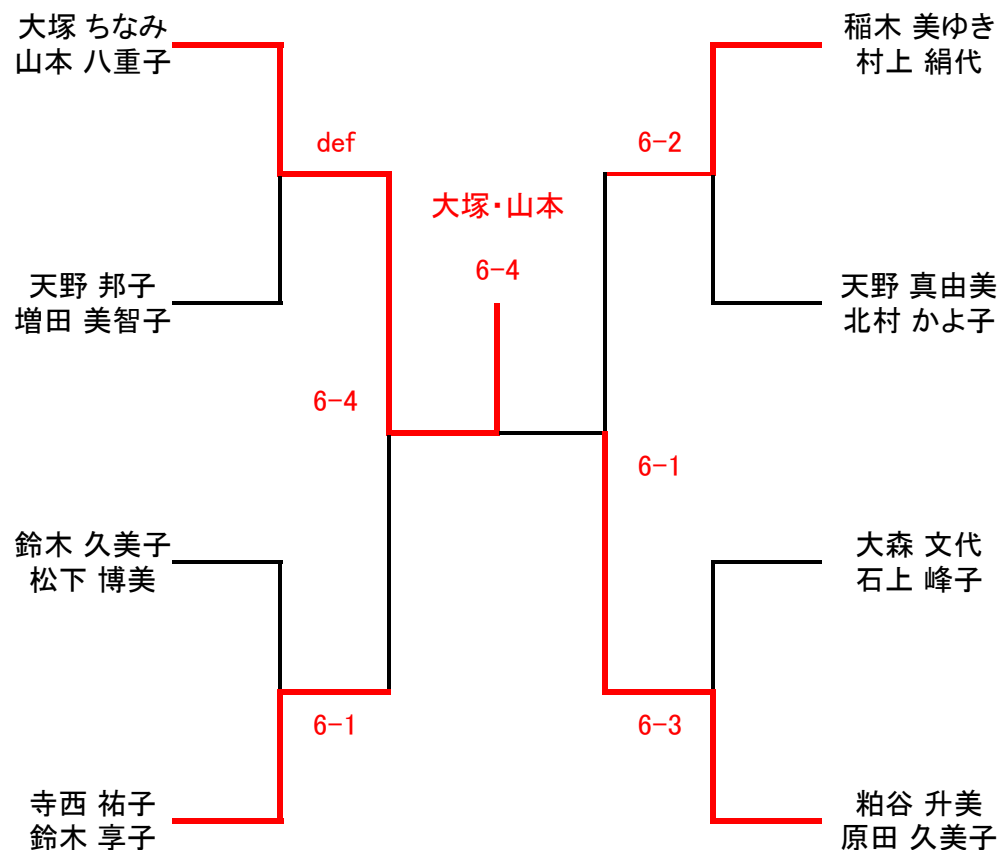 大塚 ちなみ
山本 八重子
稲木 美ゆき
村上 絹代
def
6-2
大塚・山本
6-4
天野 邦子
増田 美智子
天野 真由美
北村 かよ子
6-4
6-1
鈴木 久美子
松下 博美
大森 文代
石上 峰子
6-1
6-3
寺西 祐子
鈴木 享子
粕谷 升美
原田 久美子